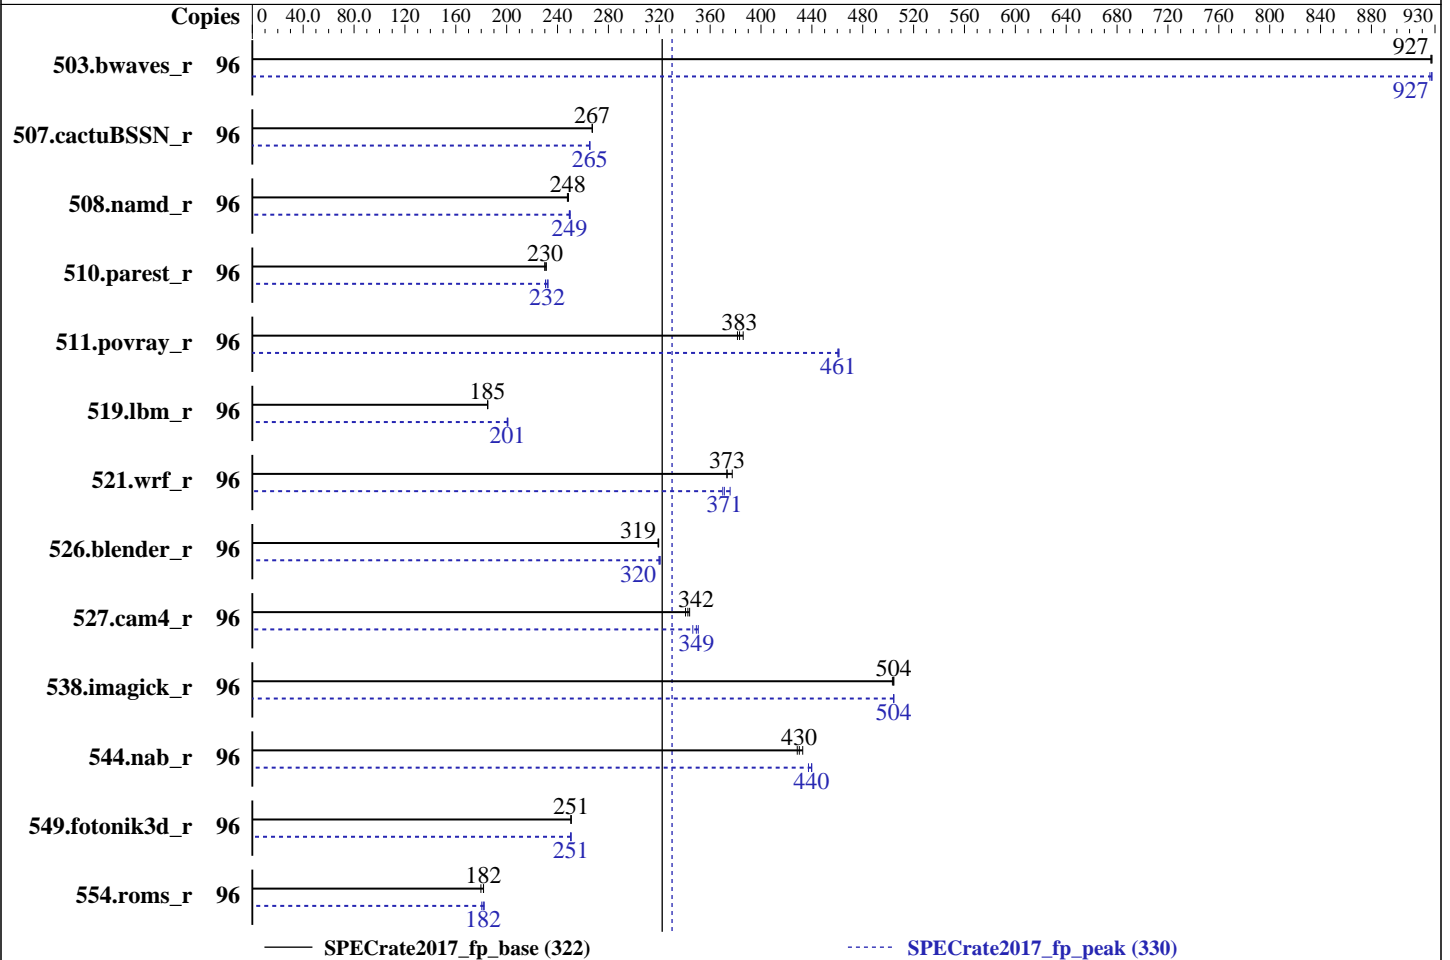 Copies 0 40.0 80.0 120 160 200 240 280 320 360 400 440 480 520 560 600 640 680 720 760 800 840 880 930
927
503.bwaves_r 96
927
267
507.cactuBSSN_r 96
265
248
508.namd_r 96
249
230
510.parest_r 96
232
383
511.povray_r 96
461
185
519.lbm_r 96
201
373
521.wrf_r 96
371
319
526.blender_r 96
320
342
527.cam4_r 96
349
504
538.imagick_r 96
504
430
544.nab_r 96
440
251
549.fotonik3d_r 96
251
182
554.roms_r 96
182
SPECrate2017_fp_base (322) SPECrate2017_fp_peak (330)